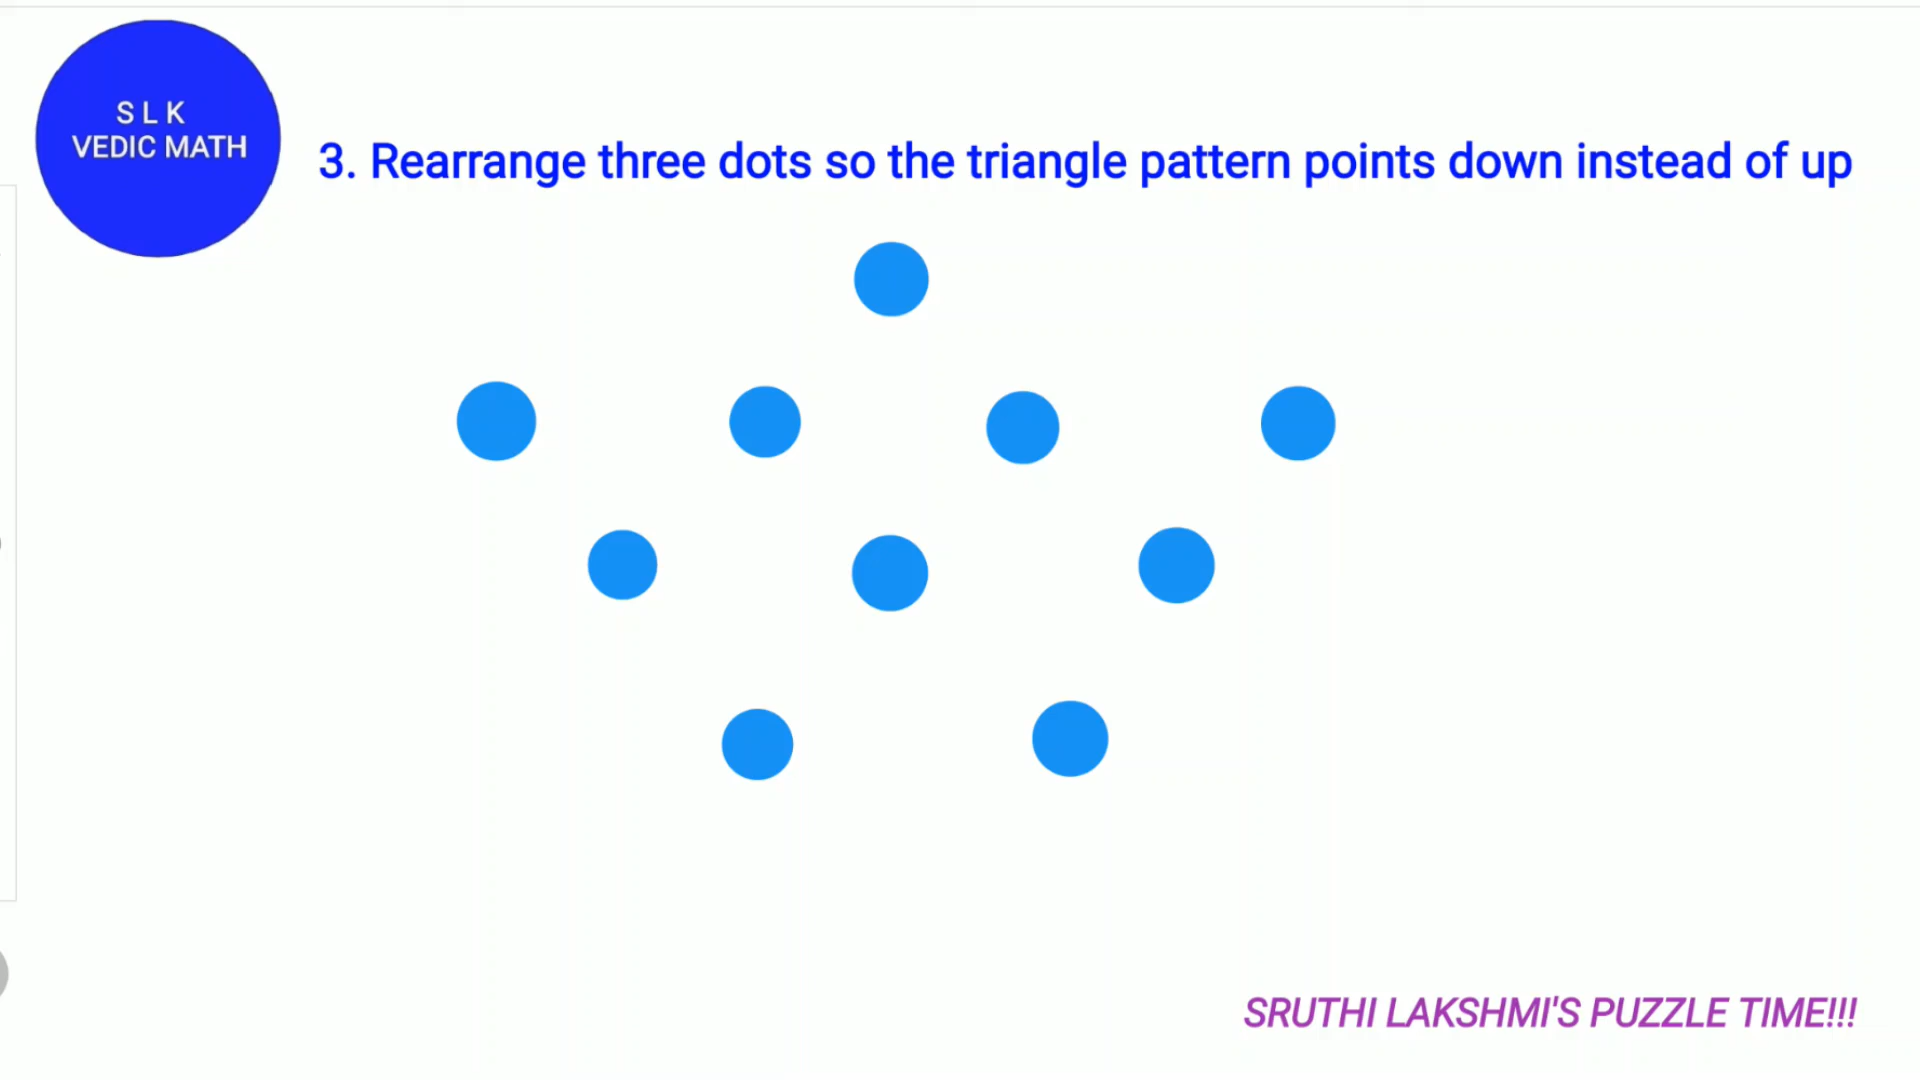 S L K
VEDIC MATH
3. Rearrange three dots so the triangle pattern points down instead of up
SRUTHI LAKSHMI'S PUZZLE TIME!!!